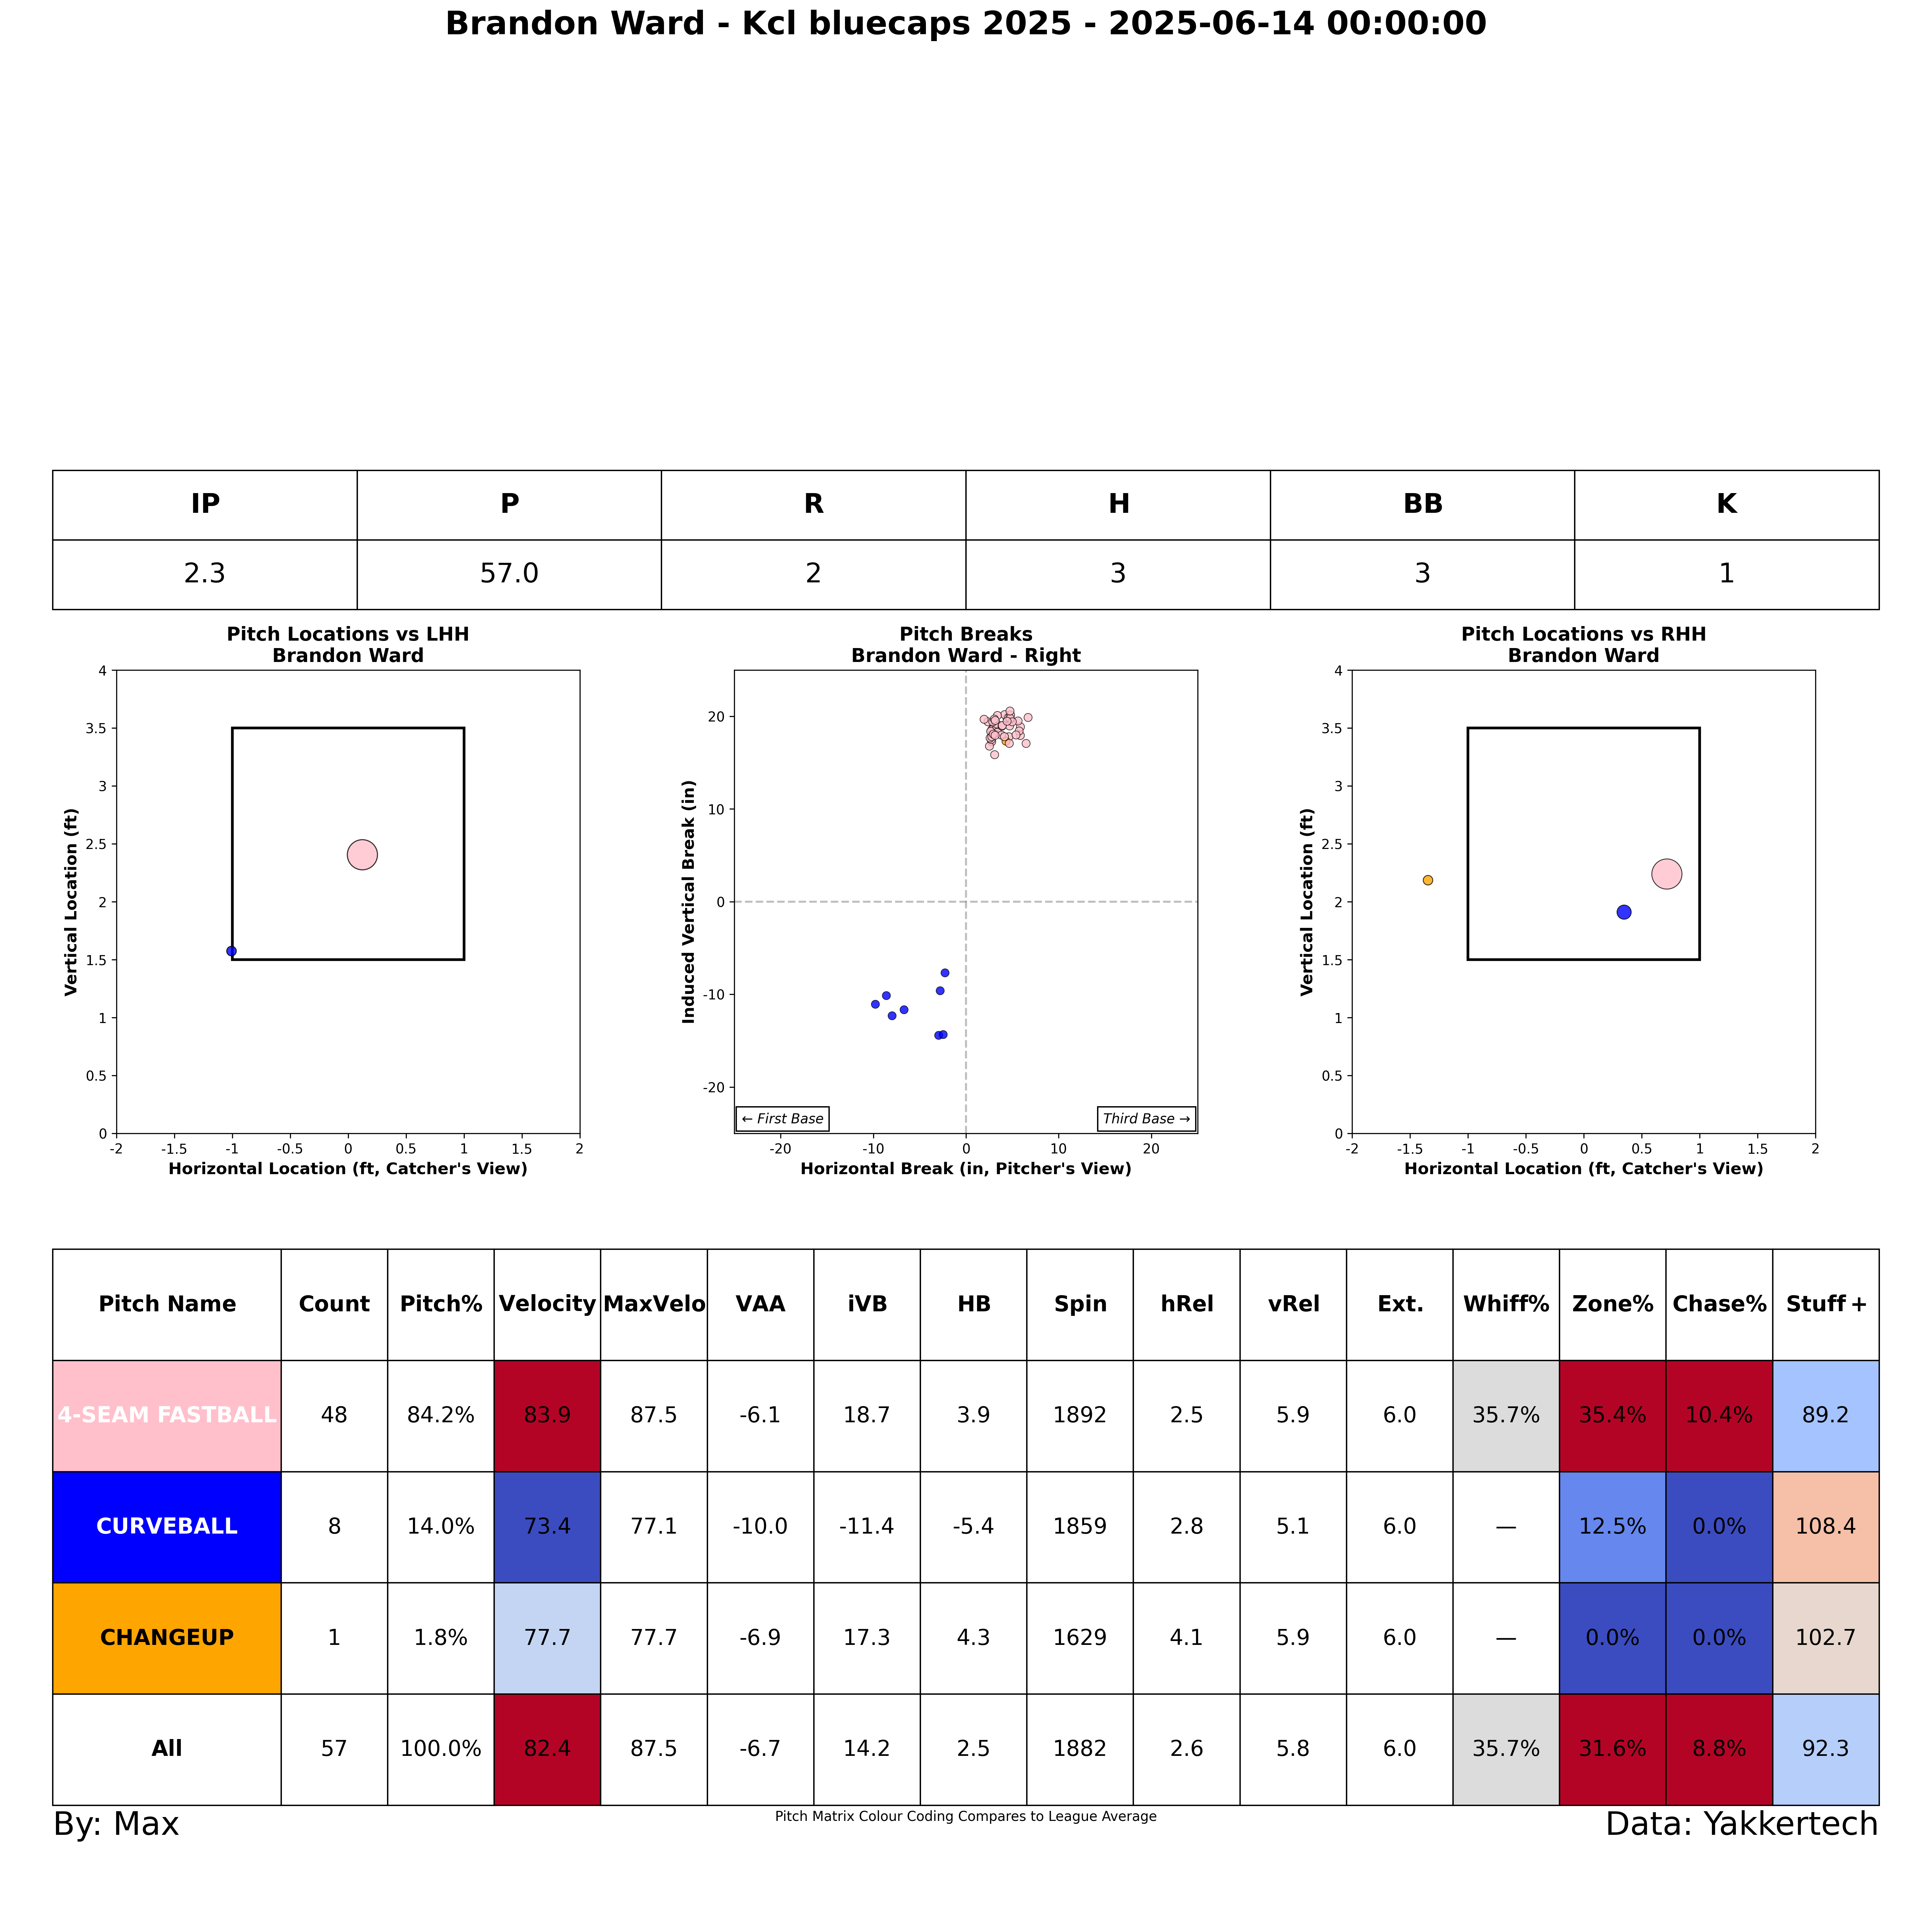 Brandon Ward - Kcl bluecaps 2025 - 2025-06-14 00:00:00
IP P R H BB K
2.3 57.0 2 3 3 1
Pitch Locations vs LHH
Brandon Ward
4
3.5
3
2.5
2
1.5
1
0.5
0
-2 -1.5 -1 -0.5 0 0.5 1 1.5 2
Vertical Location (ft)
Horizontal Location (ft, Catcher's View)
Pitch Breaks
Brandon Ward - Right
20
10
0
-10
-20
← First Base
Third Base →
-20 -10 0 10 20
Induced Vertical Break (in)
Horizontal Break (in, Pitcher's View)
Pitch Locations vs RHH
Brandon Ward
4
3.5
3
2.5
2
1.5
1
0.5
0
-2 -1.5 -1 -0.5 0 0.5 1 1.5 2
Vertical Location (ft)
Horizontal Location (ft, Catcher's View)
Pitch Name Count Pitch% Velocity MaxVelo VAA iVB HB Spin hRel vRel Ext. Whiff% Zone% Chase% Stuff +
4-SEAM FASTBALL 48 84.2% 83.9 87.5 -6.1 18.7 3.9 1892 2.5 5.9 6.0 35.7% 35.4% 10.4% 89.2
CURVEBALL 8 14.0% 73.4 77.1 -10.0 -11.4 -5.4 1859 2.8 5.1 6.0 — 12.5% 0.0% 108.4
CHANGEUP 1 1.8% 77.7 77.7 -6.9 17.3 4.3 1629 4.1 5.9 6.0 — 0.0% 0.0% 102.7
All 57 100.0% 82.4 87.5 -6.7 14.2 2.5 1882 2.6 5.8 6.0 35.7% 31.6% 8.8% 92.3
By: Max
Pitch Matrix Colour Coding Compares to League Average
Data: Yakkertech